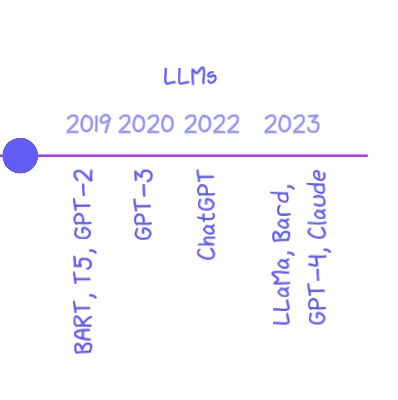 LLMs
2019 2020 2022 2023
BART, T5, GPT-2
GPT-3
ChatGPT
LLaMa, Bard,
GPT-4, Claude